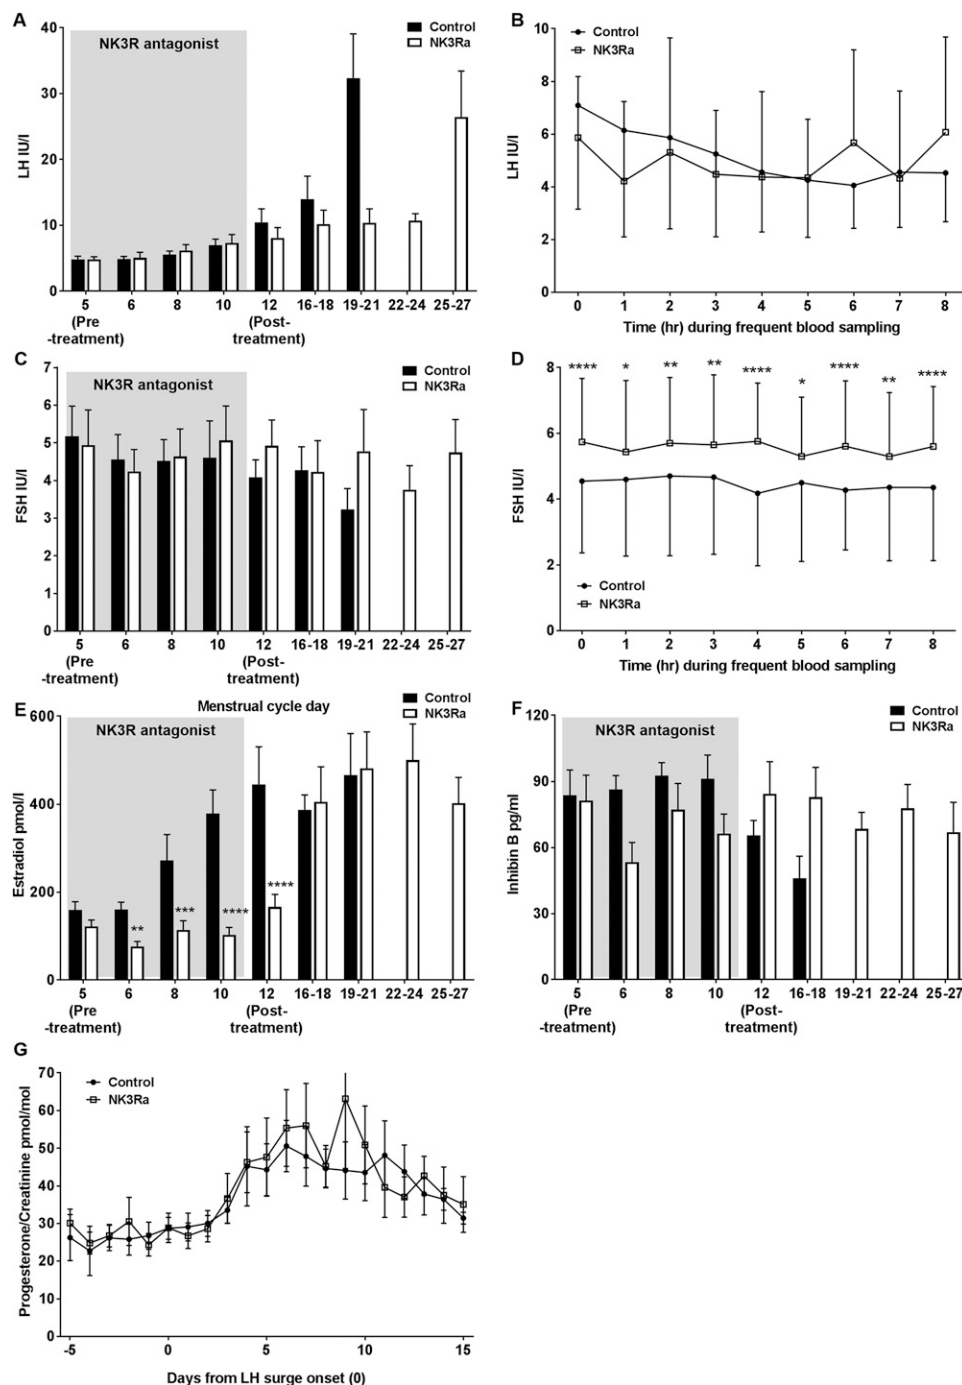 A
40
30
20
10
0
LH IU/I
NK3R antagonist
Control
NK3Ra
5 6 8 10 12 16-18 19-21 22-24 25-27
(Pre (Post-
-treatment) treatment)
B
10
8
6
4
2
0
LH IU/I
Control
NK3Ra
0 1 2 3 4 5 6 7 8
Time (hr) during frequent blood sampling
C
7
6
5
4
3
2
1
0
FSH IU/I
NK3R antagonist
Control
NK3Ra
5 6 8 10 12 16-18 19-21 22-24 25-27
(Pre (Post-
-treatment) treatment)
Menstrual cycle day
D
8
6
4
2
0
FSH IU/I
**** * ** ** **** * **** ** ****
Control
NK3Ra
0 1 2 3 4 5 6 7 8
Time (hr) during frequent blood sampling
E
600
400
200
0
Estradiol pmol/l
NK3R antagonist
Control
NK3Ra
** *** **** ****
5 6 8 10 12 16-18 19-21 22-24 25-27
(Pre (Post-
-treatment) treatment)
F
120
90
60
30
0
Inhibin B pg/ml
NK3R antagonist
Control
NK3Ra
5 6 8 10 12 16-18 19-21 22-24 25-27
(Pre (Post-
-treatment) treatment)
G
70
60
50
40
30
20
10
0
Progesterone/Creatinine pmol/mol
Control
NK3Ra
-5 0 5 10 15
Days from LH surge onset (0)